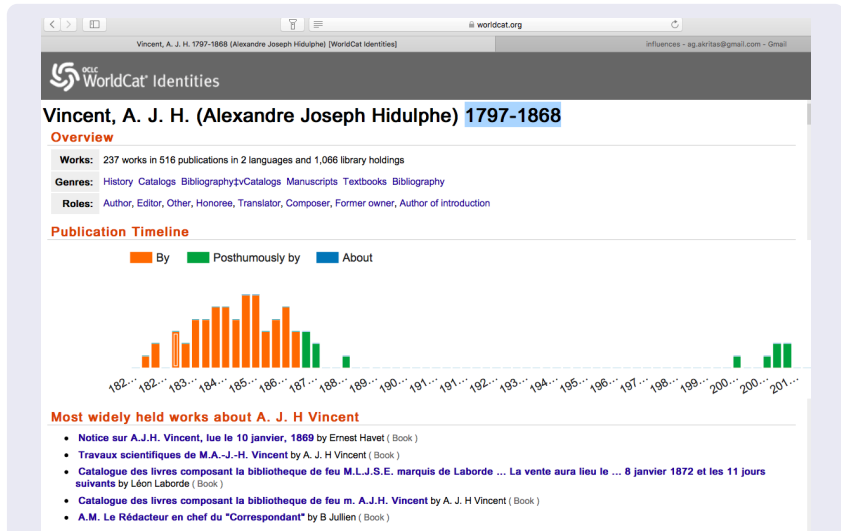 worldcat.org
Vincent, A. J. H. 1797-1868 (Alexandre Joseph Hidulphe) [WorldCat Identities]
influences - ag.akritas@gmail.com - Gmail
OCLC
WorldCat® Identities
Vincent, A. J. H. (Alexandre Joseph Hidulphe) 1797-1868
Overview
Works: 237 works in 516 publications in 2 languages and 1,066 library holdings
Genres: History Catalogs Bibliography‡vCatalogs Manuscripts Textbooks Bibliography
Roles: Author, Editor, Other, Honoree, Translator, Composer, Former owner, Author of introduction
Publication Timeline
By Posthumously by About
182... 182... 183... 184... 185... 186... 187... 188... 189... 190... 191... 191... 192... 193... 194... 195... 196... 197... 198... 199... 200... 200... 201...
Most widely held works about A. J. H Vincent
• Notice sur A.J.H. Vincent, lue le 10 janvier, 1869 by Ernest Havet ( Book )
• Travaux scientifiques de M.A.-J.-H. Vincent by A. J. H Vincent ( Book )
• Catalogue des livres composant la bibliotheque de feu M.L.J.S.E. marquis de Laborde ... La vente aura lieu le ... 8 janvier 1872 et les 11 jours
suivants by Léon Laborde ( Book )
• Catalogue des livres composant la bibliotheque de feu m. A.J.H. Vincent by A. J. H Vincent ( Book )
• A.M. Le Rédacteur en chef du "Correspondant" by B Jullien ( Book )